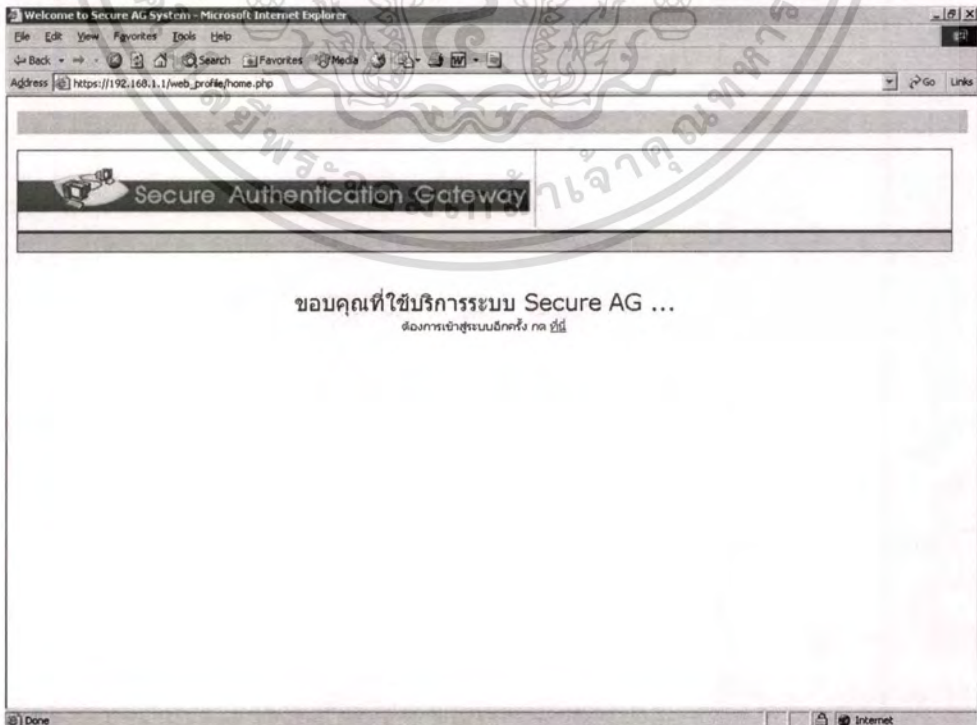 Welcome to Secure AG System - Microsoft Internet Explorer
File Edit View Favorites Tools Help
Back Search Favorites Media
Address https://192.168.1.1/web_profile/home.php Go Links
Secure Authentication Gateway
ขอบคุณที่ใช้บริการระบบ Secure AG ...
ต้องการเข้าสู่ระบบอีกครั้ง กด ที่นี่
Done Internet